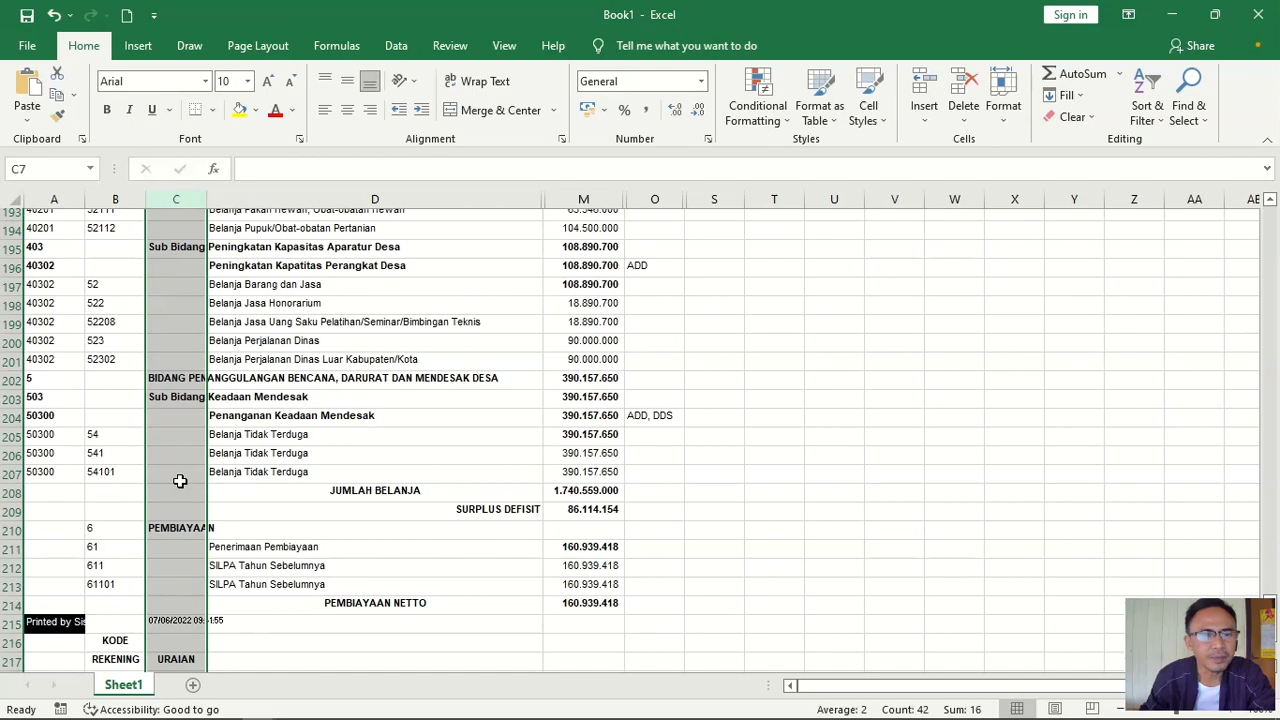 Book1 - Excel
Sign in
File Home Insert Draw Page Layout Formulas Data Review View Help Tell me what you want to do Share
Paste
Arial 10
B I U
Wrap Text
Merge & Center
General
Conditional Formatting
Format as Table
Cell Styles
Insert
Delete
Format
AutoSum
Fill
Clear
Sort & Filter
Find & Select
Clipboard Font Alignment Number Styles Cells Editing
C7
A B C D M O S T U V W X Y Z AA AB
193 40201 52111 Belanja Pakan Hewan, Obat-obatan Hewan
194 40201 52112 Belanja Pupuk/Obat-obatan Pertanian 104.500.000
195 403 Sub Bidang Peningkatan Kapasitas Aparatur Desa 108.890.700
196 40302 Peningkatan Kapatitas Perangkat Desa 108.890.700 ADD
197 40302 52 Belanja Barang dan Jasa 108.890.700
198 40302 522 Belanja Jasa Honorarium 18.890.700
199 40302 52208 Belanja Jasa Uang Saku Pelatihan/Seminar/Bimbingan Teknis 18.890.700
200 40302 523 Belanja Perjalanan Dinas 90.000.000
201 40302 52302 Belanja Perjalanan Dinas Luar Kabupaten/Kota 90.000.000
202 5 BIDANG PENANGGULANGAN BENCANA, DARURAT DAN MENDESAK DESA 390.157.650
203 503 Sub Bidang Keadaan Mendesak 390.157.650
204 50300 Penanganan Keadaan Mendesak 390.157.650 ADD, DDS
205 50300 54 Belanja Tidak Terduga 390.157.650
206 50300 541 Belanja Tidak Terduga 390.157.650
207 50300 54101 Belanja Tidak Terduga 390.157.650
208 JUMLAH BELANJA 1.740.559.000
209 SURPLUS DEFISIT 86.114.154
210 6 PEMBIAYAAN
211 61 Penerimaan Pembiayaan 160.939.418
212 611 SILPA Tahun Sebelumnya 160.939.418
213 61101 SILPA Tahun Sebelumnya 160.939.418
214 PEMBIAYAAN NETTO 160.939.418
215 Printed by Sis 07/06/2022
216 KODE
217 REKENING URAIAN
Sheet1
Ready Accessibility: Good to go Average: 2 Count: 42 Sum: 16